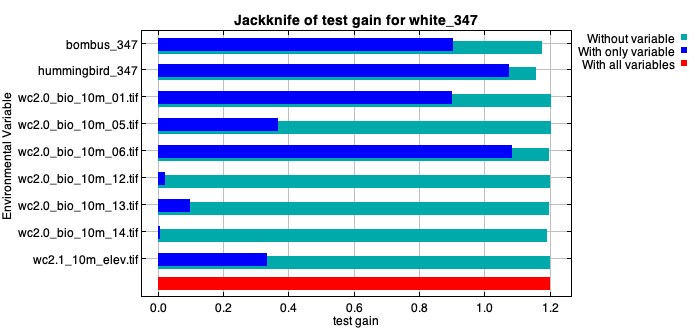 Jackknife of test gain for white_347
Without variable
With only variable
With all variables
Environmental Variable
bombus_347
hummingbird_347
wc2.0_bio_10m_01.tif
wc2.0_bio_10m_05.tif
wc2.0_bio_10m_06.tif
wc2.0_bio_10m_12.tif
wc2.0_bio_10m_13.tif
wc2.0_bio_10m_14.tif
wc2.1_10m_elev.tif
0.0 0.2 0.4 0.6 0.8 1.0 1.2
test gain